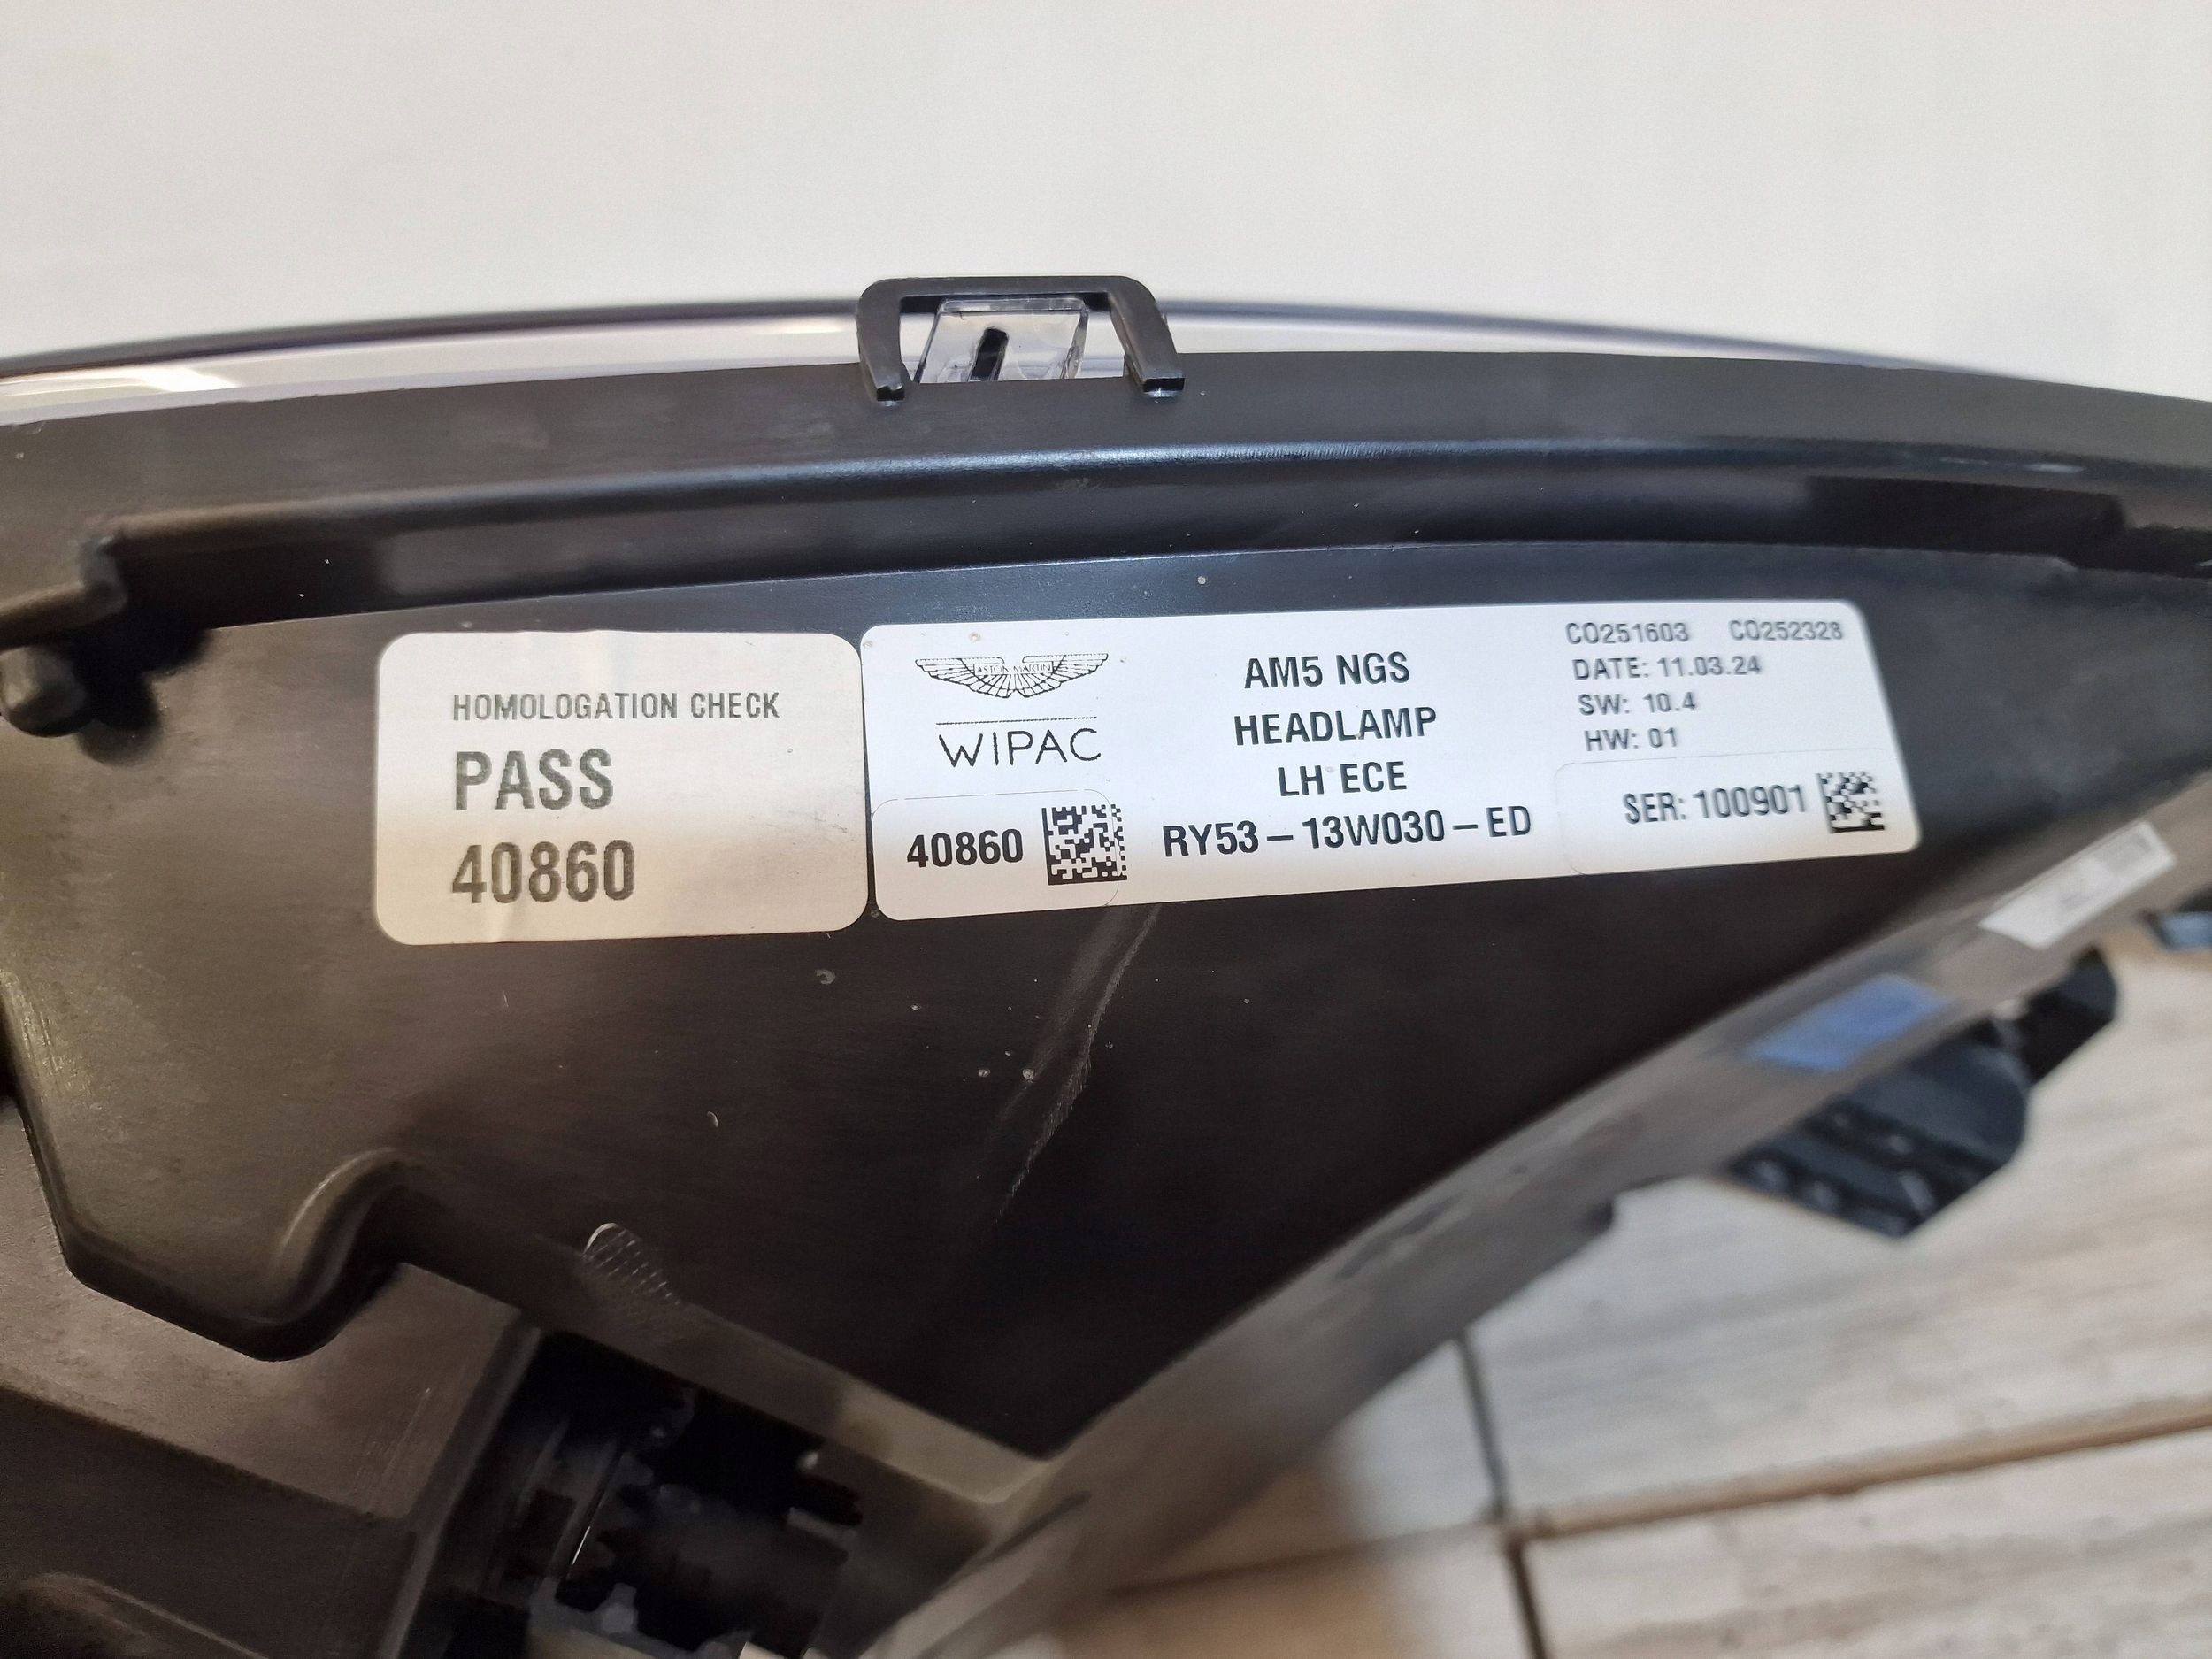 HOMOLOGATION CHECK
PASS
40860
ASTON MARTIN
WIPAC
40860
AM5 NGS
HEADLAMP
LH ECE
RY53-13W030-ED
CO251603 CO252328
DATE: 11.03.24
SW: 10.4
HW: 01
SER: 100901